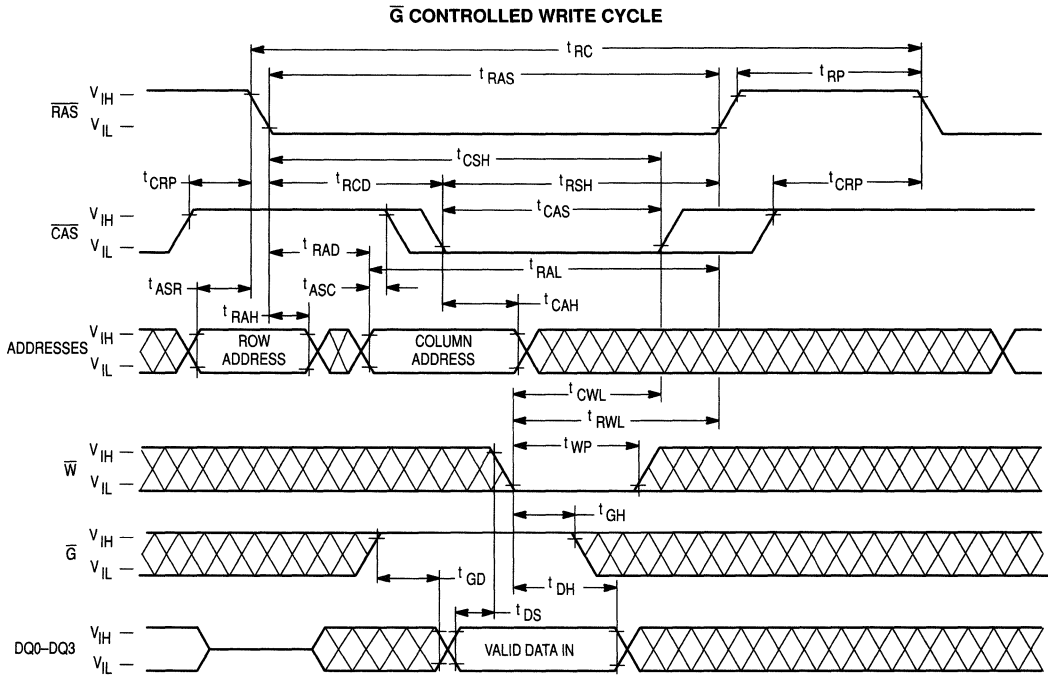 G̅ CONTROLLED WRITE CYCLE
t RC
t RAS
t RP
R̅A̅S̅
V IH
V IL
t CSH
t CRP
t RCD
t RSH
t CRP
C̅A̅S̅
V IH
V IL
t CAS
t RAD
t RAL
t ASR
t ASC
t RAH
t CAH
ADDRESSES
V IH
V IL
ROW ADDRESS
COLUMN ADDRESS
t CWL
t RWL
t WP
W̅
V IH
V IL
t GH
G̅
V IH
V IL
t GD
t DH
t DS
DQ0–DQ3
V IH
V IL
VALID DATA IN